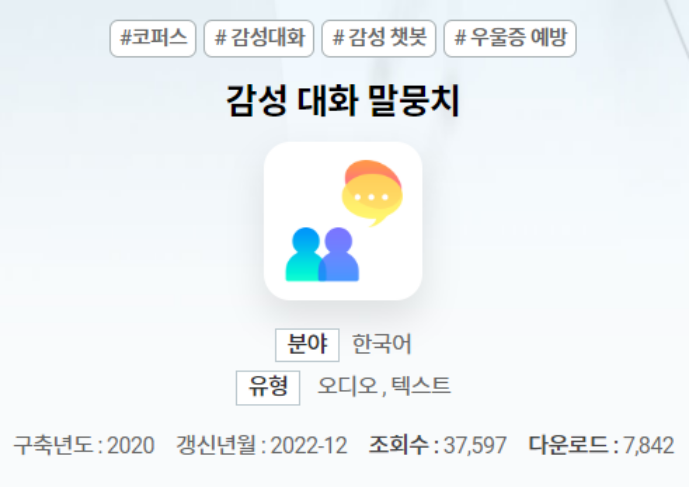 #코퍼스 # 감성대화 # 감성 챗봇 # 우울증 예방
감성 대화 말뭉치
분야 한국어
유형 오디오 , 텍스트
구축년도 : 2020 갱신년월 : 2022-12 조회수 : 37,597 다운로드 : 7,842